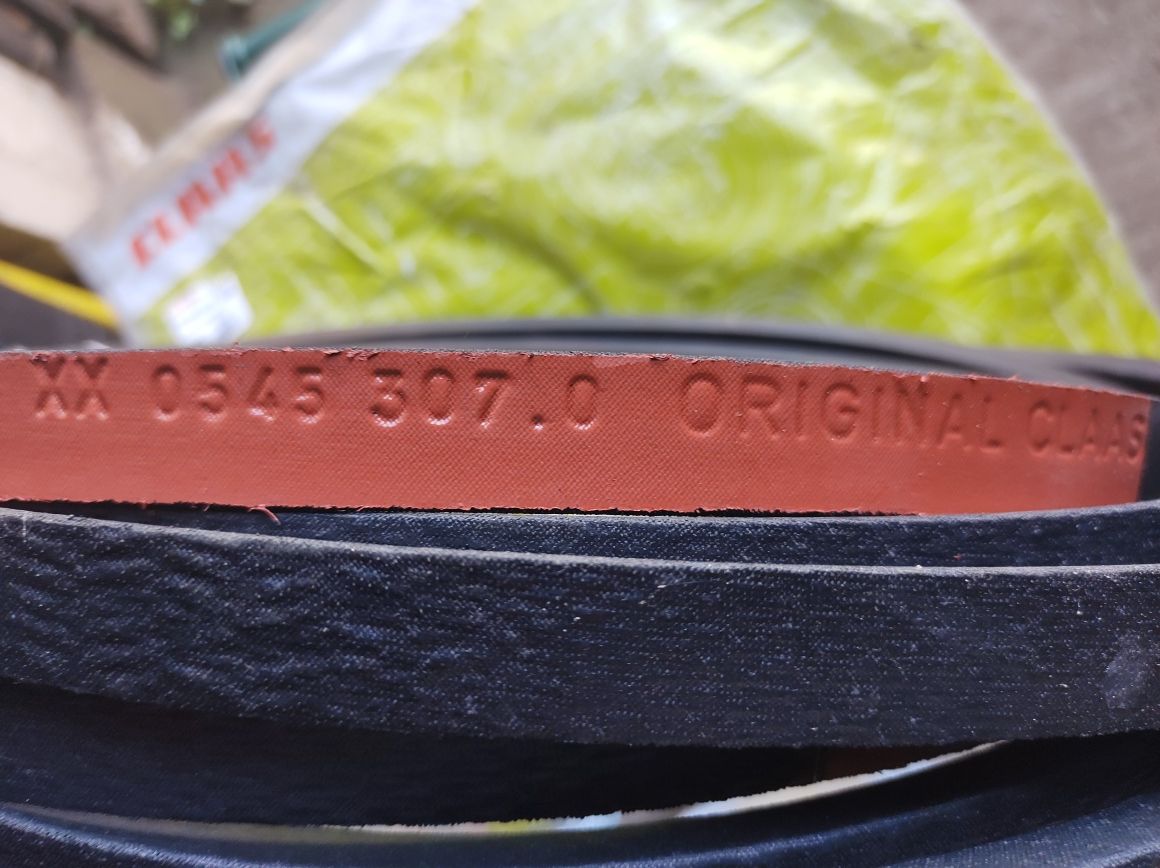 CLAAS
XX 0545 307.0 ORIGINAL CLAAS